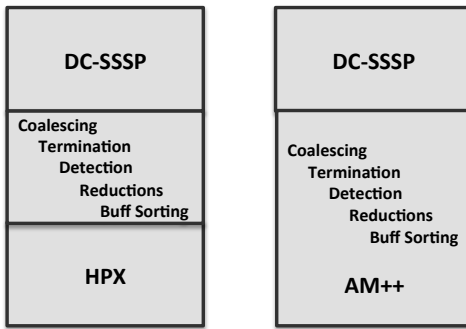 DC-SSSP
Coalescing
Termination
Detection
Reductions
Buff Sorting
HPX
DC-SSSP
Coalescing
Termination
Detection
Reductions
Buff Sorting
AM++